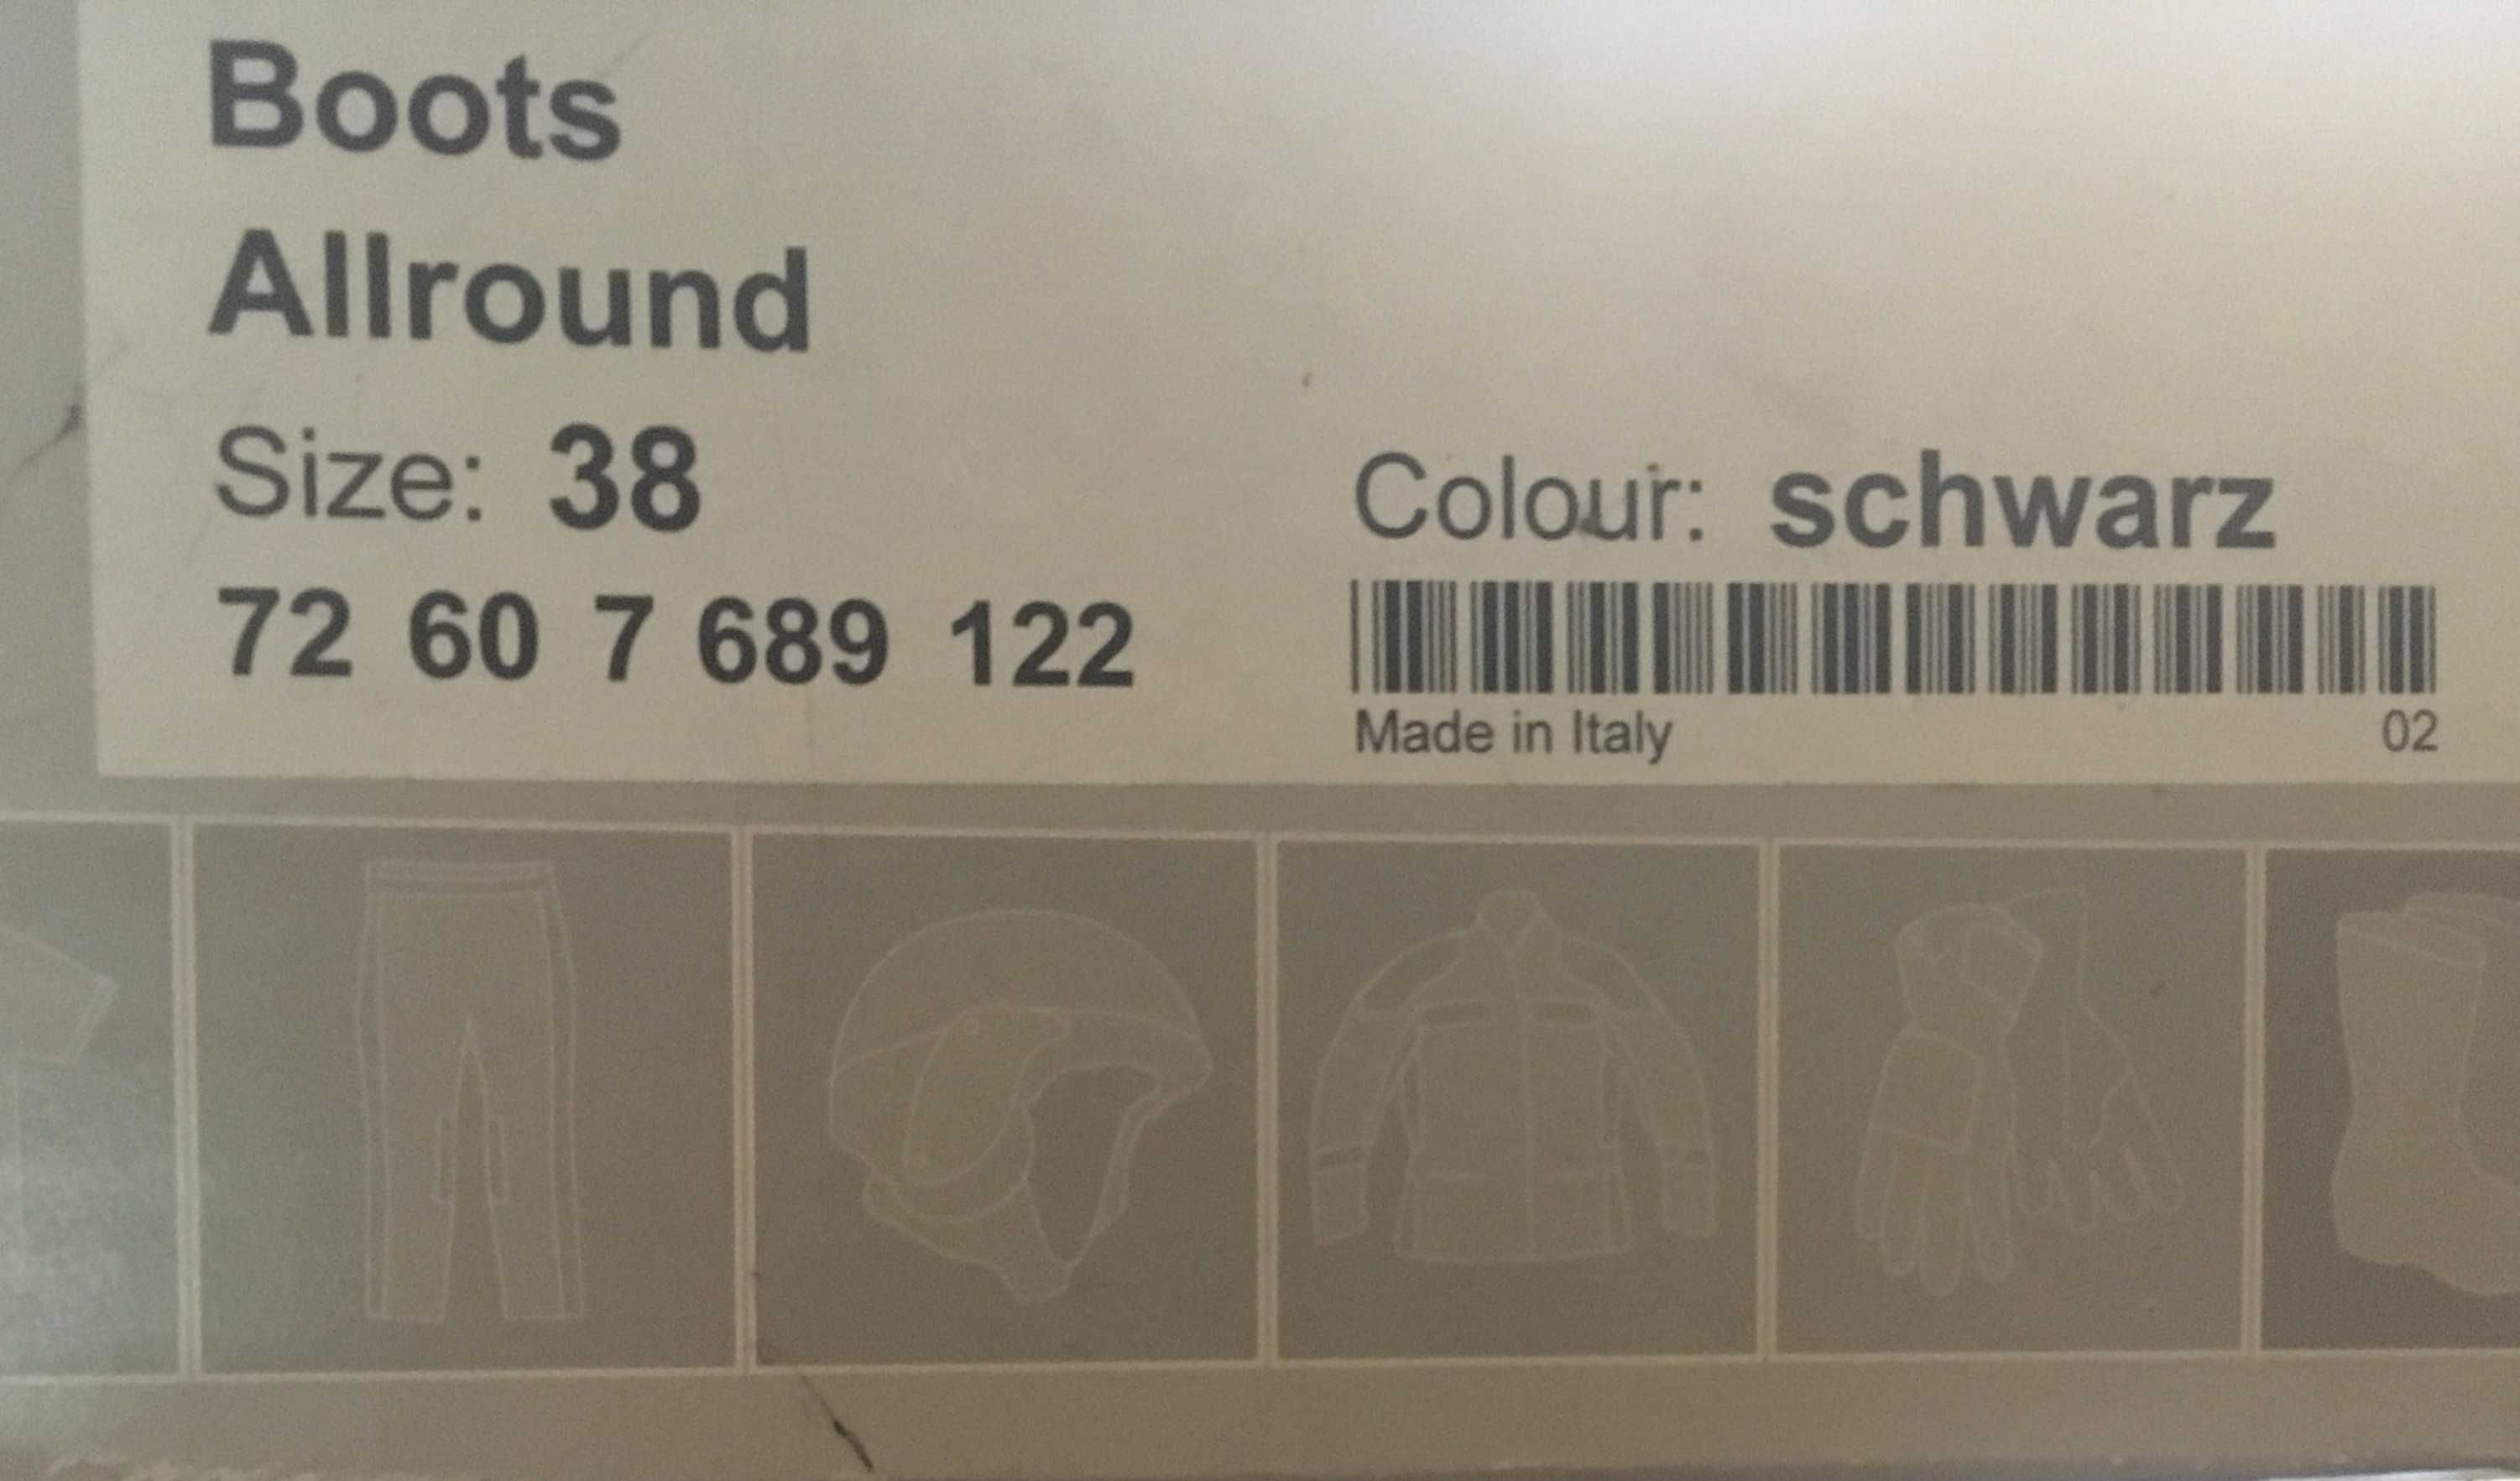 Boots
Allround
Size: 38
Colour: schwarz
72 60 7 689 122
Made in Italy
02